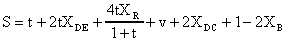 S = t + 2tX_DE + 4tX_R/(1+t) + v + 2X_DC + 1 − 2X_B